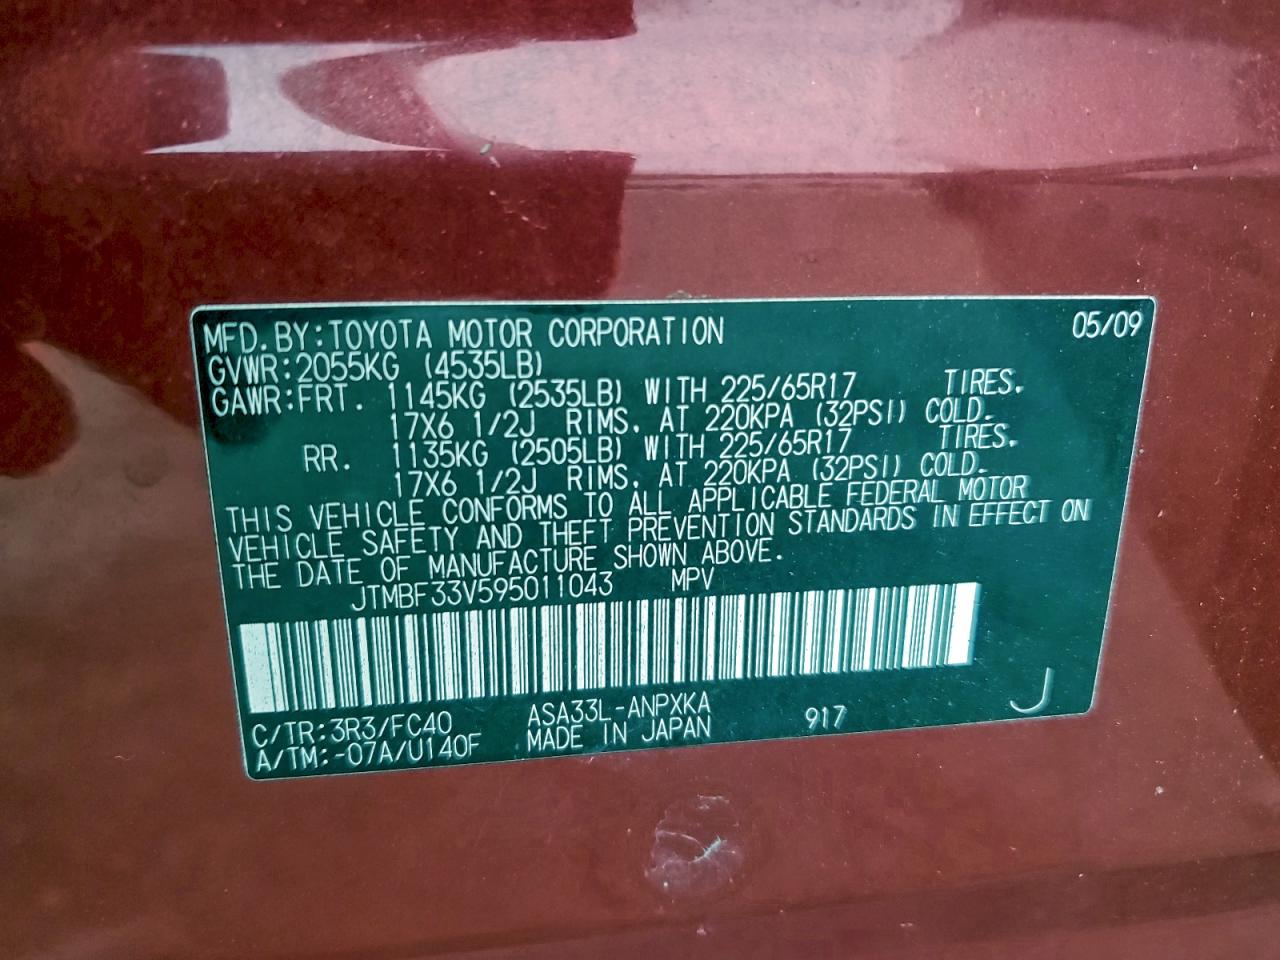 MFD. BY: TOYOTA MOTOR CORPORATION 05/09
GVWR: 2055KG (4535LB)
GAWR: FRT. 1145KG (2535LB) WITH 225/65R17 TIRES.
17X6 1/2J RIMS. AT 220KPA (32PSI) COLD.
RR. 1135KG (2505LB) WITH 225/65R17 TIRES.
17X6 1/2J RIMS. AT 220KPA (32PSI) COLD.
THIS VEHICLE CONFORMS TO ALL APPLICABLE FEDERAL MOTOR
VEHICLE SAFETY AND THEFT PREVENTION STANDARDS IN EFFECT ON
THE DATE OF MANUFACTURE SHOWN ABOVE.
JTMBF33V595011043 MPV
C/TR: 3R3/FC40 ASA33L-ANPXKA 917 J
A/TM: -07A/U140F MADE IN JAPAN